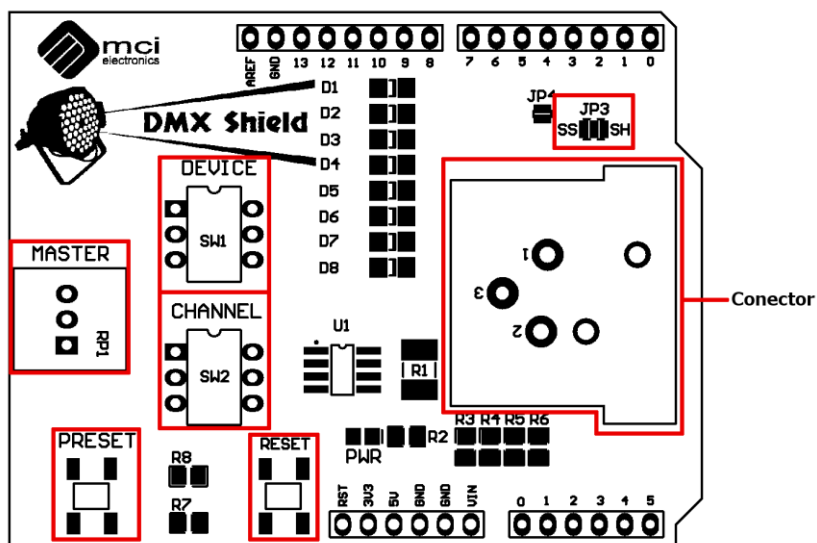 mci
electronics
AREF GND 13 12 11 10 9 8
7 6 5 4 3 2 1 0
DMX Shield
D1
D2
D3
D4
D5
D6
D7
D8
JP4
JP3
SS SH
DEVICE
SW1
MASTER
RP1
CHANNEL
SW2
U1
R1
1
3
2
Conector
PRESET
R8
R7
RESET
PWR
R2
R3 R4 R5 R6
RST 3V3 5V GND GND VIN
0 1 2 3 4 5